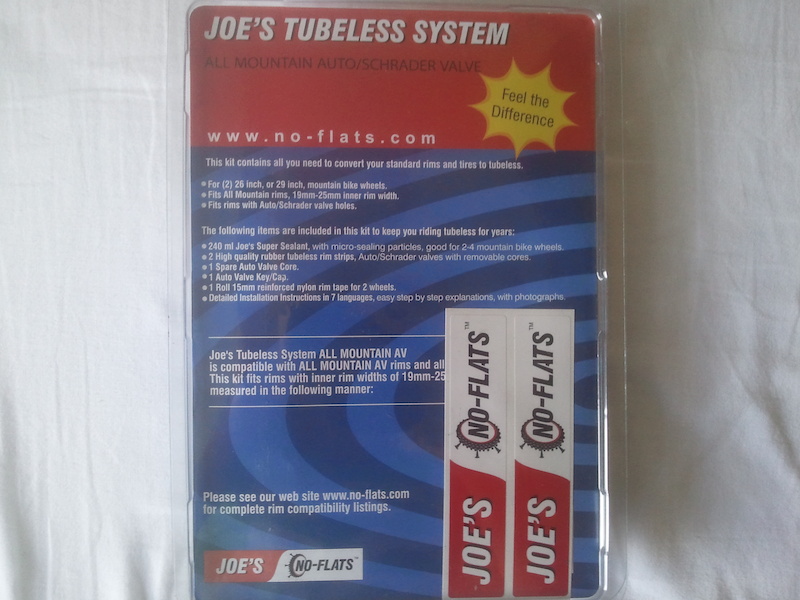 JOE'S TUBELESS SYSTEM
ALL MOUNTAIN AUTO/SCHRADER VALVE
Feel the
Difference
www.no-flats.com
This kit contains all you need to convert your standard rims and tires to tubeless.
● For (2) 26 inch, or 29 inch, mountain bike wheels.
● Fits All Mountain rims, 19mm-25mm inner rim width.
● Fits rims with Auto/Schrader valve holes.
The following items are included in this kit to keep you riding tubeless for years:
● 240 ml Joe's Super Sealant, with micro-sealing particles, good for 2-4 mountain bike wheels.
● 2 High quality rubber tubeless rim strips, Auto/Schrader valves with removable cores.
● 1 Spare Auto Valve Core.
● 1 Auto Valve Key/Cap.
● 1 Roll 15mm reinforced nylon rim tape for 2 wheels.
● Detailed Installation Instructions in 7 languages, easy step by step explanations, with photographs.
Joe's Tubeless System ALL MOUNTAIN AV
is compatible with ALL MOUNTAIN AV rims and all
This kit fits rims with inner rim widths of 19mm-25
measured in the following manner:
Please see our web site www.no-flats.com
for complete rim compatibility listings.
JOE'S NO-FLATS™
JOE'S NO-FLATS™
JOE'S NO-FLATS™